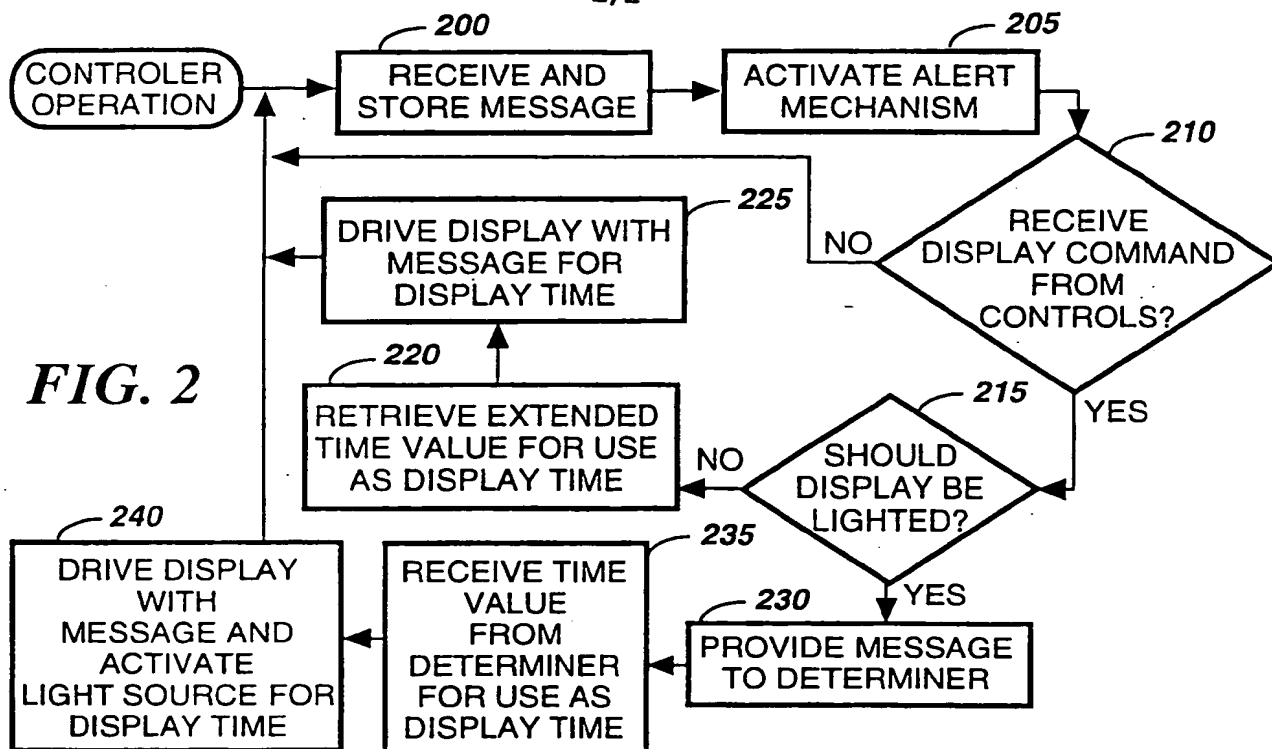 200
205
CONTROLER
OPERATION
RECEIVE AND
STORE MESSAGE
ACTIVATE ALERT
MECHANISM
210
RECEIVE
DISPLAY COMMAND
FROM
CONTROLS?
NO
YES
225
DRIVE DISPLAY WITH
MESSAGE FOR
DISPLAY TIME
FIG. 2
220
RETRIEVE EXTENDED
TIME VALUE FOR USE
AS DISPLAY TIME
215
SHOULD
DISPLAY BE
LIGHTED?
NO
YES
240
DRIVE DISPLAY
WITH
MESSAGE AND
ACTIVATE
LIGHT SOURCE FOR
DISPLAY TIME
235
RECEIVE TIME
VALUE
FROM
DETERMINER
FOR USE AS
DISPLAY TIME
230
PROVIDE MESSAGE
TO DETERMINER